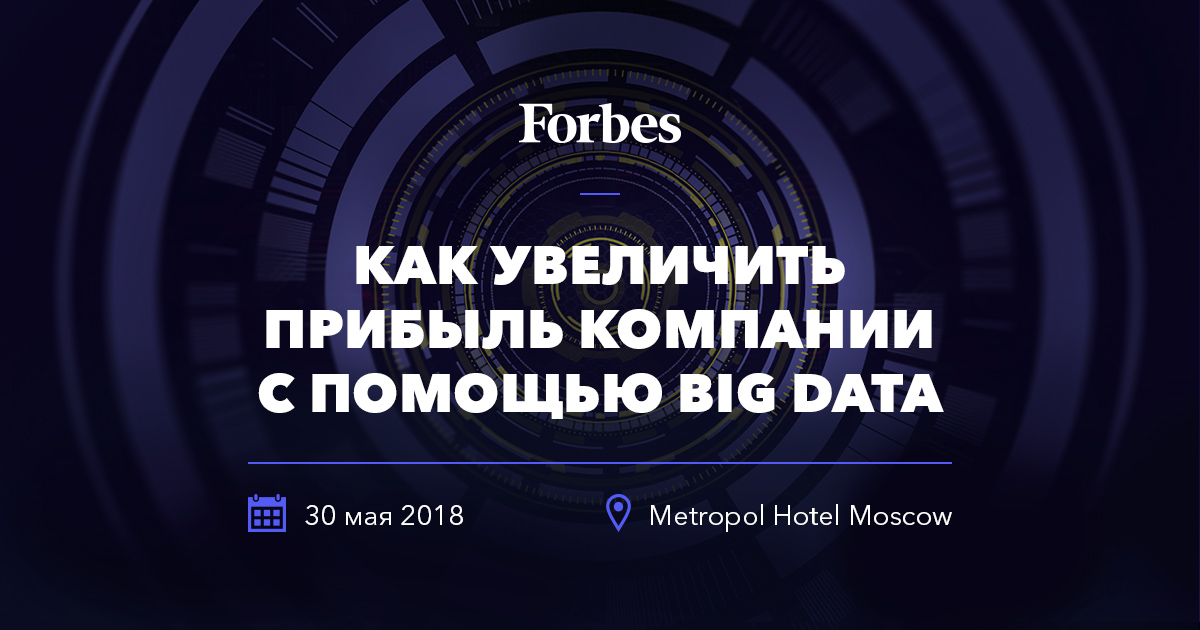 Forbes
КАК УВЕЛИЧИТЬ
ПРИБЫЛЬ КОМПАНИИ
С ПОМОЩЬЮ BIG DATA
30 мая 2018
Metropol Hotel Moscow